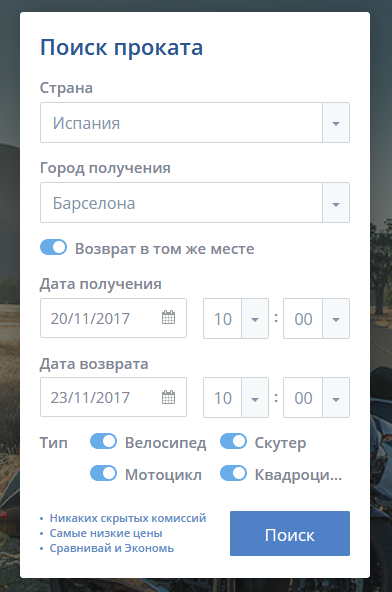 Поиск проката
Страна
Испания
Город получения
Барселона
Возврат в том же месте
Дата получения
20/11/2017 10 : 00
Дата возврата
23/11/2017 10 : 00
Тип Велосипед Скутер
Мотоцикл Квадроци...
• Никаких скрытых комиссий
• Самые низкие цены
• Сравнивай и Экономь
Поиск